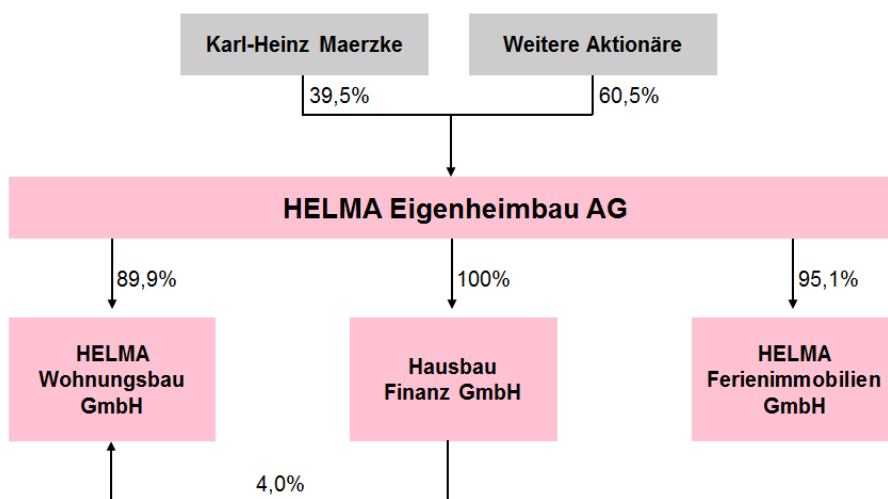 Karl-Heinz Maerzke
Weitere Aktionäre
39,5%
60,5%
HELMA Eigenheimbau AG
89,9%
100%
95,1%
HELMA
Wohnungsbau
GmbH
Hausbau
Finanz GmbH
HELMA
Ferienimmobilien
GmbH
4,0%